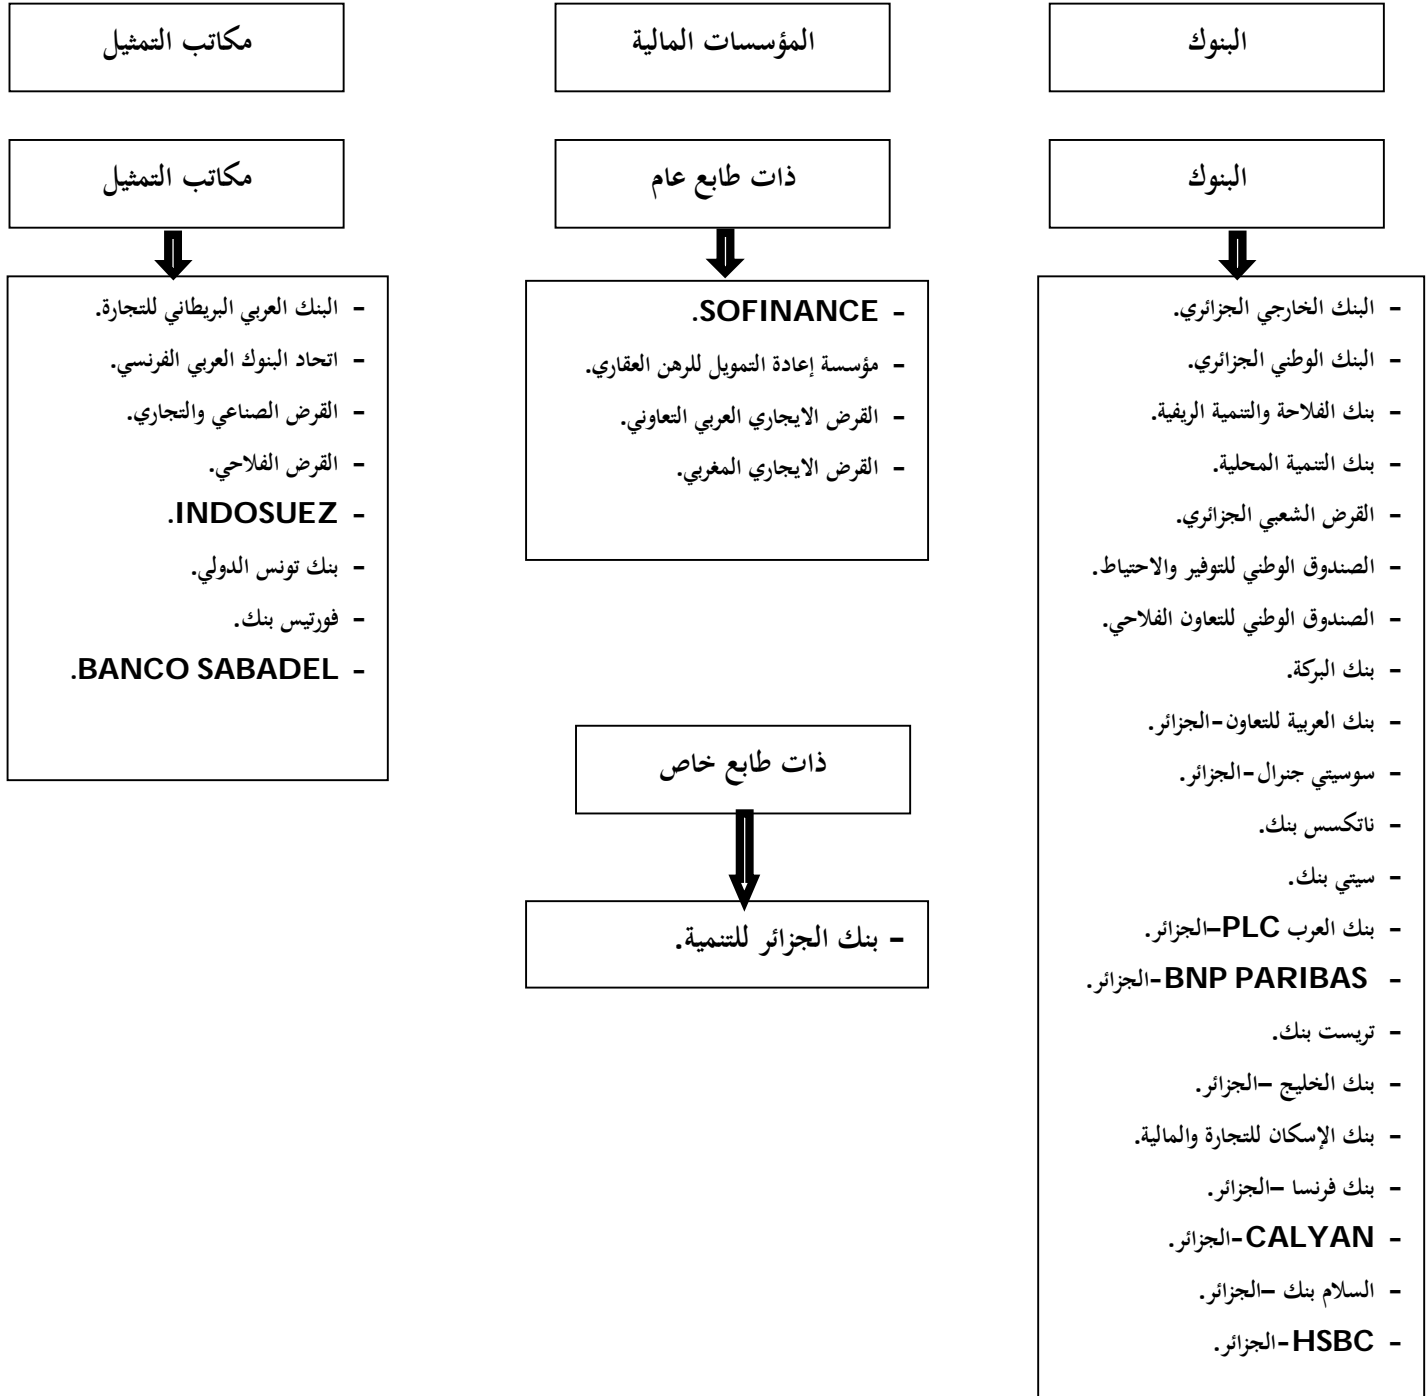 البنوك
المؤسسات المالية
مكاتب التمثيل
البنوك
ذات طابع عام
مكاتب التمثيل
- البنك الخارجي الجزائري.
- البنك الوطني الجزائري.
- بنك الفلاحة والتنمية الريفية.
- بنك التنمية المحلية.
- القرض الشعبي الجزائري.
- الصندوق الوطني للتوفير والاحتياط.
- الصندوق الوطني للتعاون الفلاحي.
- بنك البركة.
- بنك العربية للتعاون-الجزائر.
- سوسيتي جنرال-الجزائر.
- ناتكسس بنك.
- سيتي بنك.
- بنك العرب PLC–الجزائر.
- BNP PARIBAS-الجزائر.
- تريست بنك.
- بنك الخليج –الجزائر.
- بنك الإسكان للتجارة والمالية.
- بنك فرنسا –الجزائر.
- CALYAN-الجزائر.
- السلام بنك –الجزائر.
- HSBC-الجزائر.
- SOFINANCE.
- مؤسسة إعادة التمويل للرهن العقاري.
- القرض الايجاري العربي التعاوني.
- القرض الايجاري المغربي.
ذات طابع خاص
- بنك الجزائر للتنمية.
- البنك العربي البريطاني للتجارة.
- اتحاد البنوك العربي الفرنسي.
- القرض الصناعي والتجاري.
- القرض الفلاحي.
- INDOSUEZ.
- بنك تونس الدولي.
- فورتيس بنك.
- BANCO SABADEL.